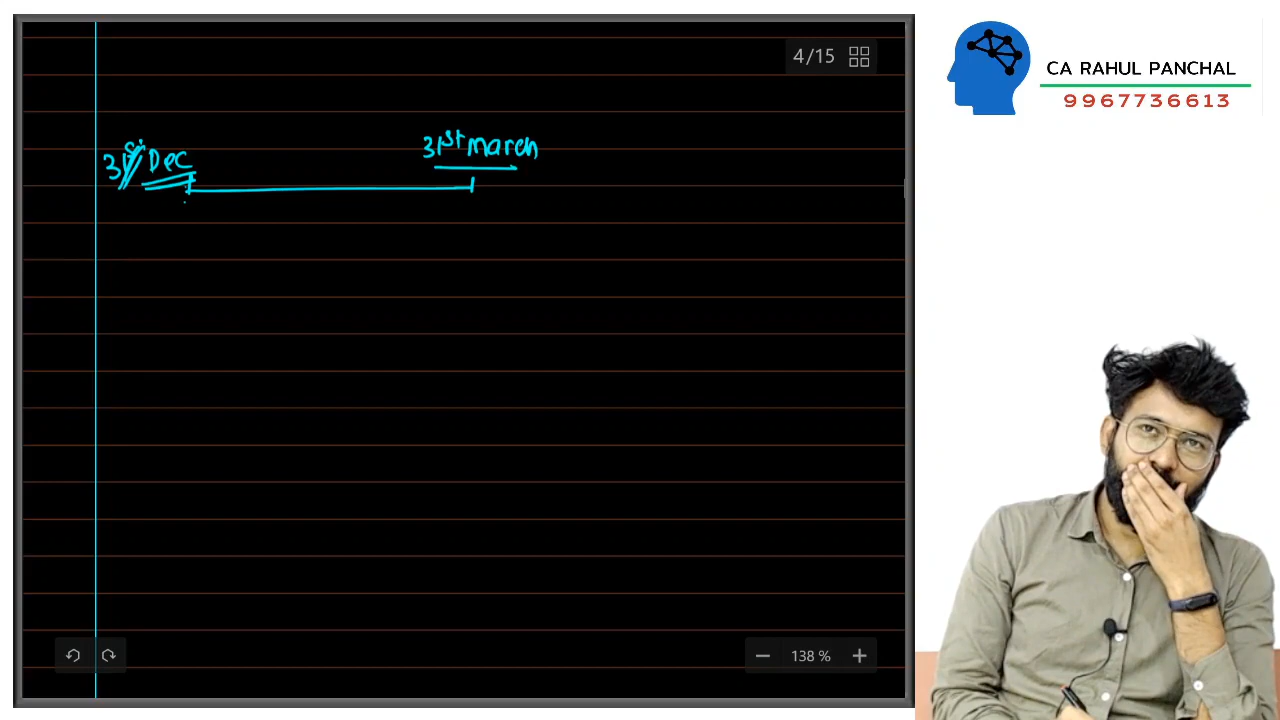 4/15
CA RAHUL PANCHAL
9967736613
31st march
31st Dec
138 %